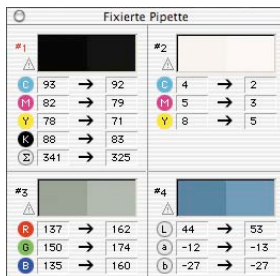 Fixierte Pipette
#1
C 93 → 92
M 82 → 79
Y 78 → 71
K 88 → 83
Σ 341 → 325
#2
C 4 → 2
M 5 → 3
Y 8 → 5
#3
R 137 → 162
G 150 → 174
B 135 → 160
#4
L 44 → 53
a -12 → -13
b -27 → -27